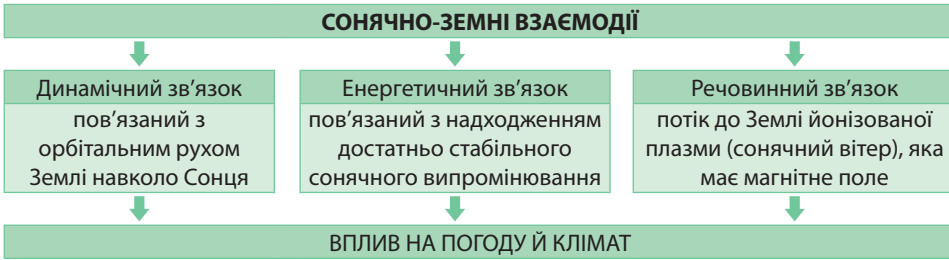 СОНЯЧНО-ЗЕМНІ ВЗАЄМОДІЇ
Динамічний зв’язок
пов’язаний з
орбітальним рухом
Землі навколо Сонця
Енергетичний зв’язок
пов’язаний з надходженням
достатньо стабільного
сонячного випромінювання
Речовинний зв’язок
потік до Землі йонізованої
плазми (сонячний вітер), яка
має магнітне поле
ВПЛИВ НА ПОГОДУ Й КЛІМАТ